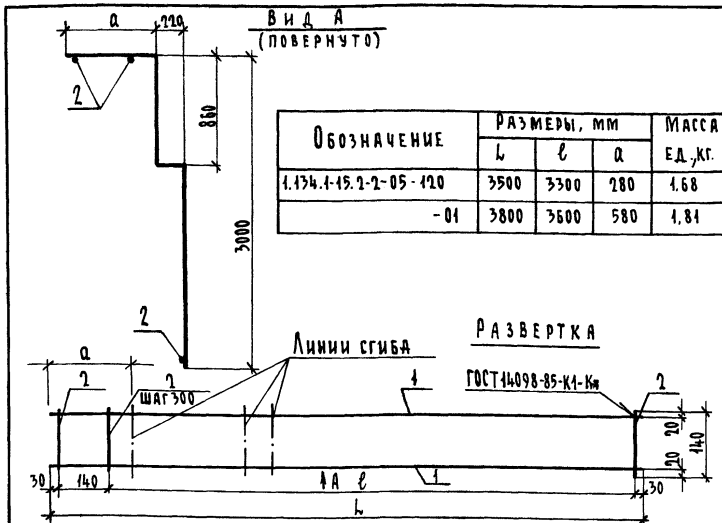 ВИД А
(ПОВЕРНУТО)
а
220
2
860
3000
2
ОБОЗНАЧЕНИЕ
РАЗМЕРЫ, ММ
МАССА ЕД.,КГ.
L
ℓ
а
1.134.1-15.2-2-05-120 3500 3300 280 1.68
-01 3800 3600 580 1,81
РАЗВЕРТКА
ЛИНИИ СГИБА
а
2
2
ШАГ 300
1
ГОСТ 14098-85-К1-Кт
2
20
140
20
30
140
А
ℓ
1
30
L